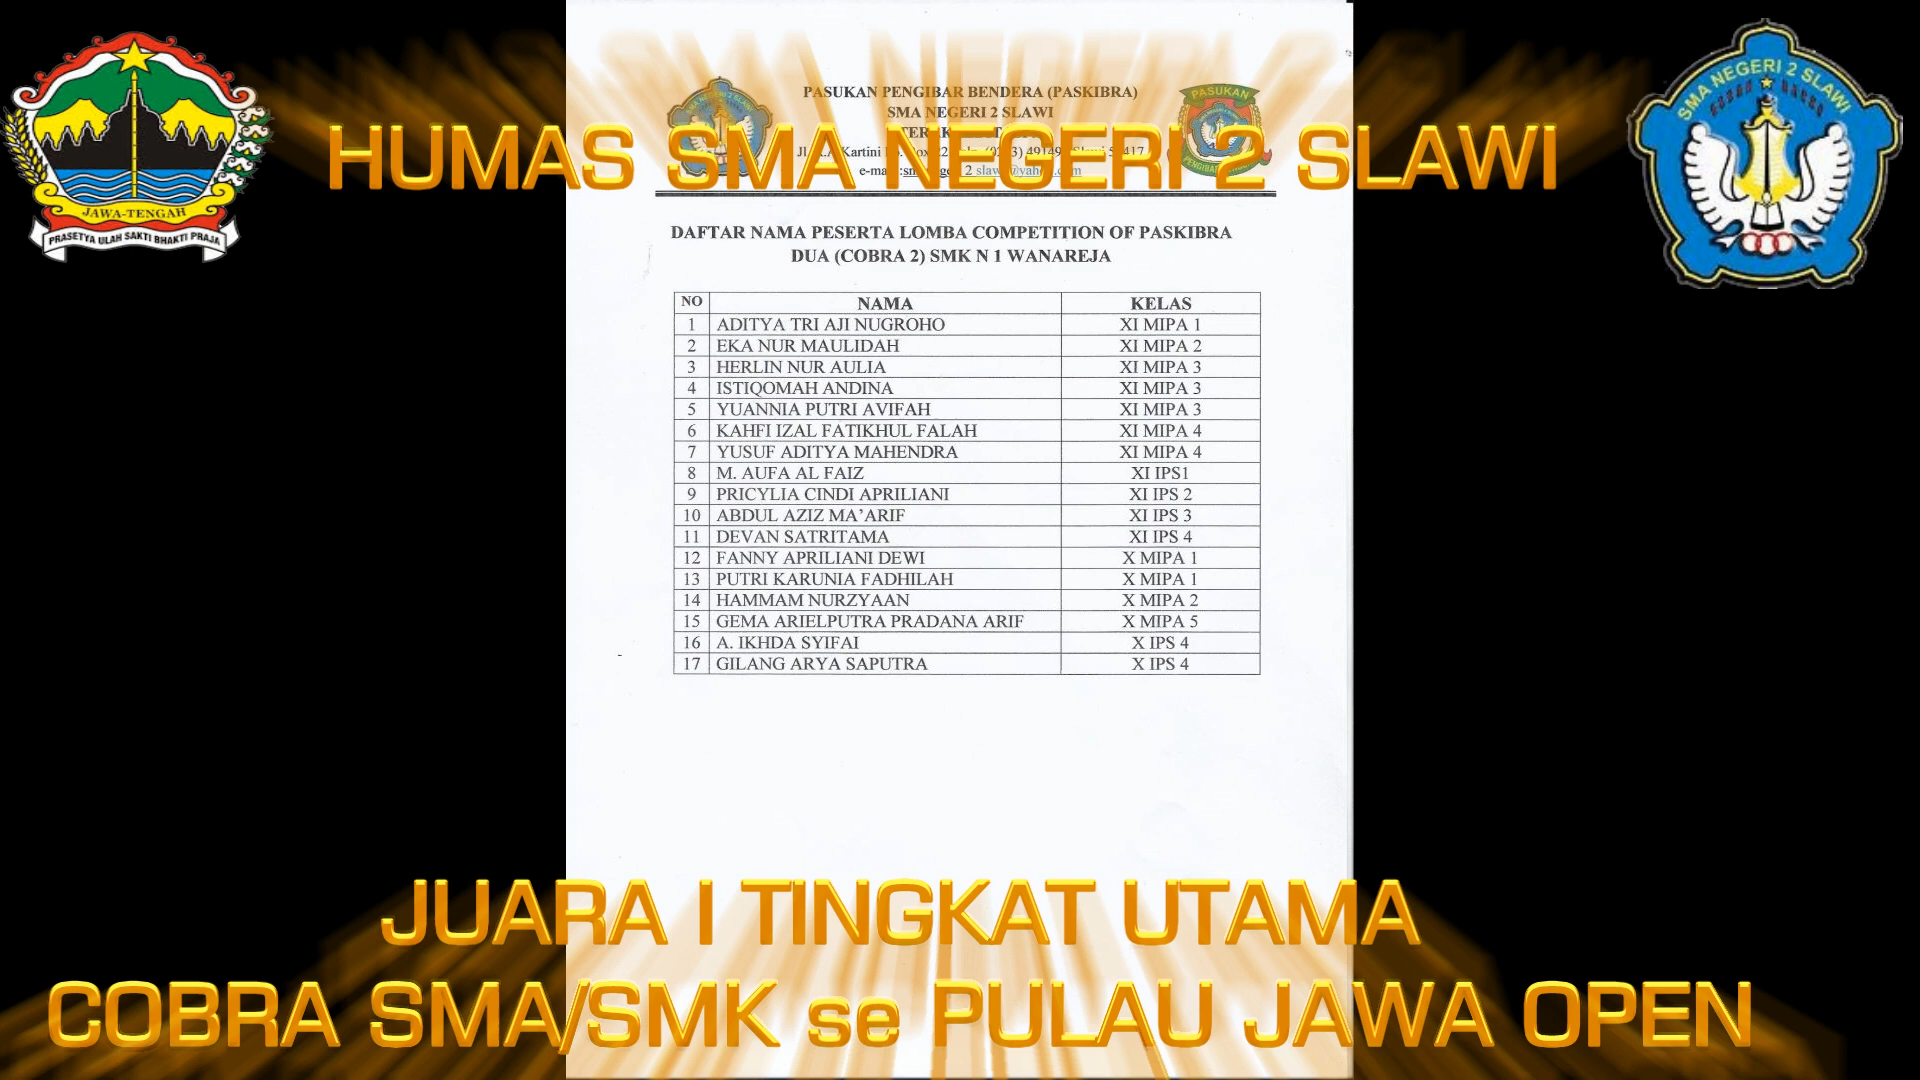 PASUKAN PENGIBAR BENDERA (PASKIBRA)
SMA NEGERI 2 SLAWI
HUMAS SMA NEGERI 2 SLAWI
JAWA-TENGAH
PRASETYA ULAH SAKTI BHAKTI PRAJA
SMA NEGERI 2 SLAWI
PASUKAN
DAFTAR NAMA PESERTA LOMBA COMPETITION OF PASKIBRA
DUA (COBRA 2) SMK N 1 WANAREJA
NO NAMA KELAS
1 ADITYA TRI AJI NUGROHO XI MIPA 1
2 EKA NUR MAULIDAH XI MIPA 2
3 HERLIN NUR AULIA XI MIPA 3
4 ISTIQOMAH ANDINA XI MIPA 3
5 YUANNIA PUTRI AVIFAH XI MIPA 3
6 KAHFI IZAL FATIKHUL FALAH XI MIPA 4
7 YUSUF ADITYA MAHENDRA XI MIPA 4
8 M. AUFA AL FAIZ XI IPS1
9 PRICYLIA CINDI APRILIANI XI IPS 2
10 ABDUL AZIZ MA’ARIF XI IPS 3
11 DEVAN SATRITAMA XI IPS 4
12 FANNY APRILIANI DEWI X MIPA 1
13 PUTRI KARUNIA FADHILAH X MIPA 1
14 HAMMAM NURZYAAN X MIPA 2
15 GEMA ARIELPUTRA PRADANA ARIF X MIPA 5
16 A. IKHDA SYIFAI X IPS 4
17 GILANG ARYA SAPUTRA X IPS 4
JUARA I TINGKAT UTAMA
COBRA SMA/SMK se PULAU JAWA OPEN